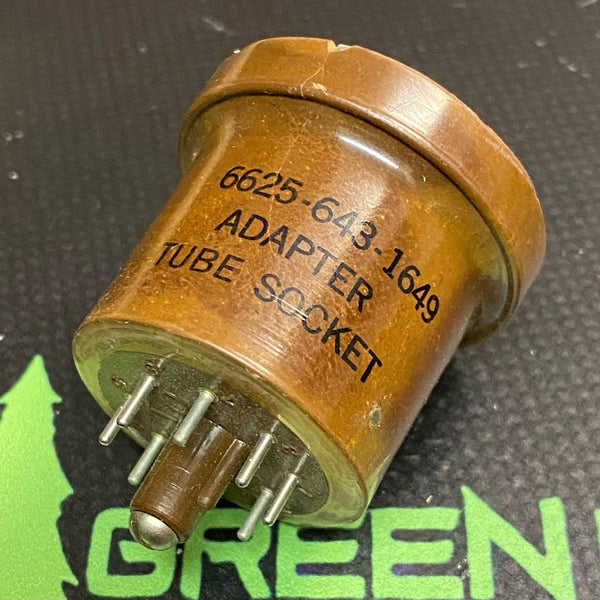 6625-643-1649
ADAPTER
TUBE SOCKET
GREEN